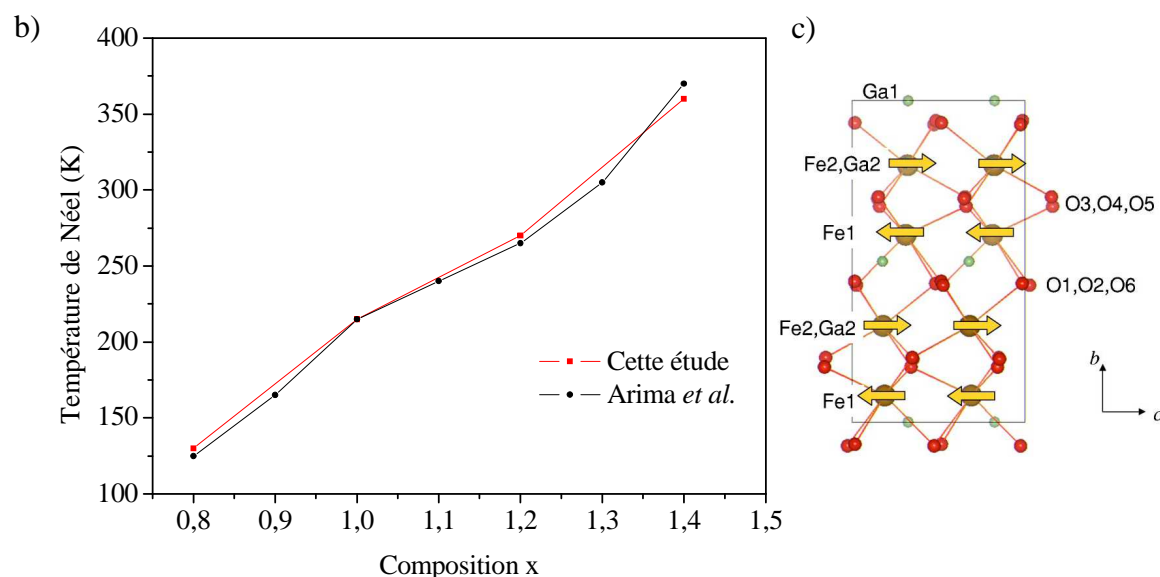 b)
400
350
300
250
200
150
100
Température de Néel (K)
0,8
0,9
1,0
1,1
1,2
1,3
1,4
1,5
Composition x
Cette étude
Arima et al.
c)
Ga1
Fe2,Ga2
O3,O4,O5
Fe1
O1,O2,O6
Fe2,Ga2
Fe1
b